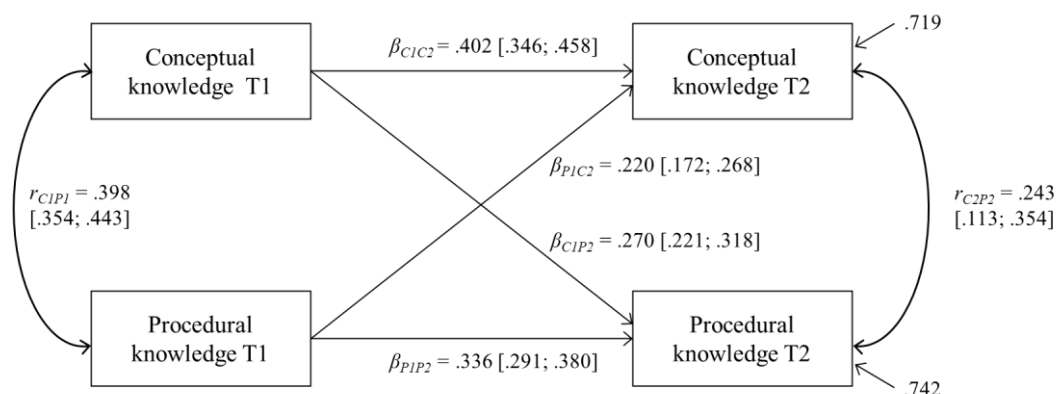 Conceptual
knowledge T1
β_C1C2 = .402 [.346; .458]
Conceptual
knowledge T2
.719
β_P1C2 = .220 [.172; .268]
r_C1P1 = .398
[.354; .443]
r_C2P2 = .243
[.113; .354]
β_C1P2 = .270 [.221; .318]
Procedural
knowledge T1
β_P1P2 = .336 [.291; .380]
Procedural
knowledge T2
.742